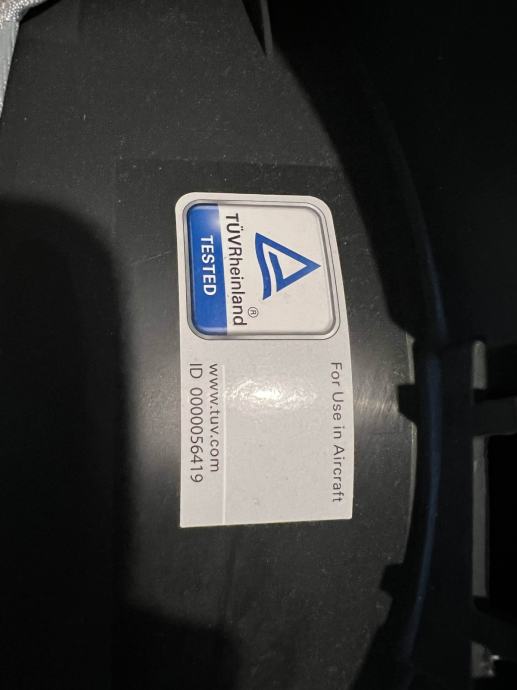 For Use in Aircraft
TÜVRheinland®
TESTED
www.tuv.com
ID 0000056419